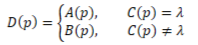 D(p) = {A(p), C(p) = λ
B(p), C(p) ≠ λ